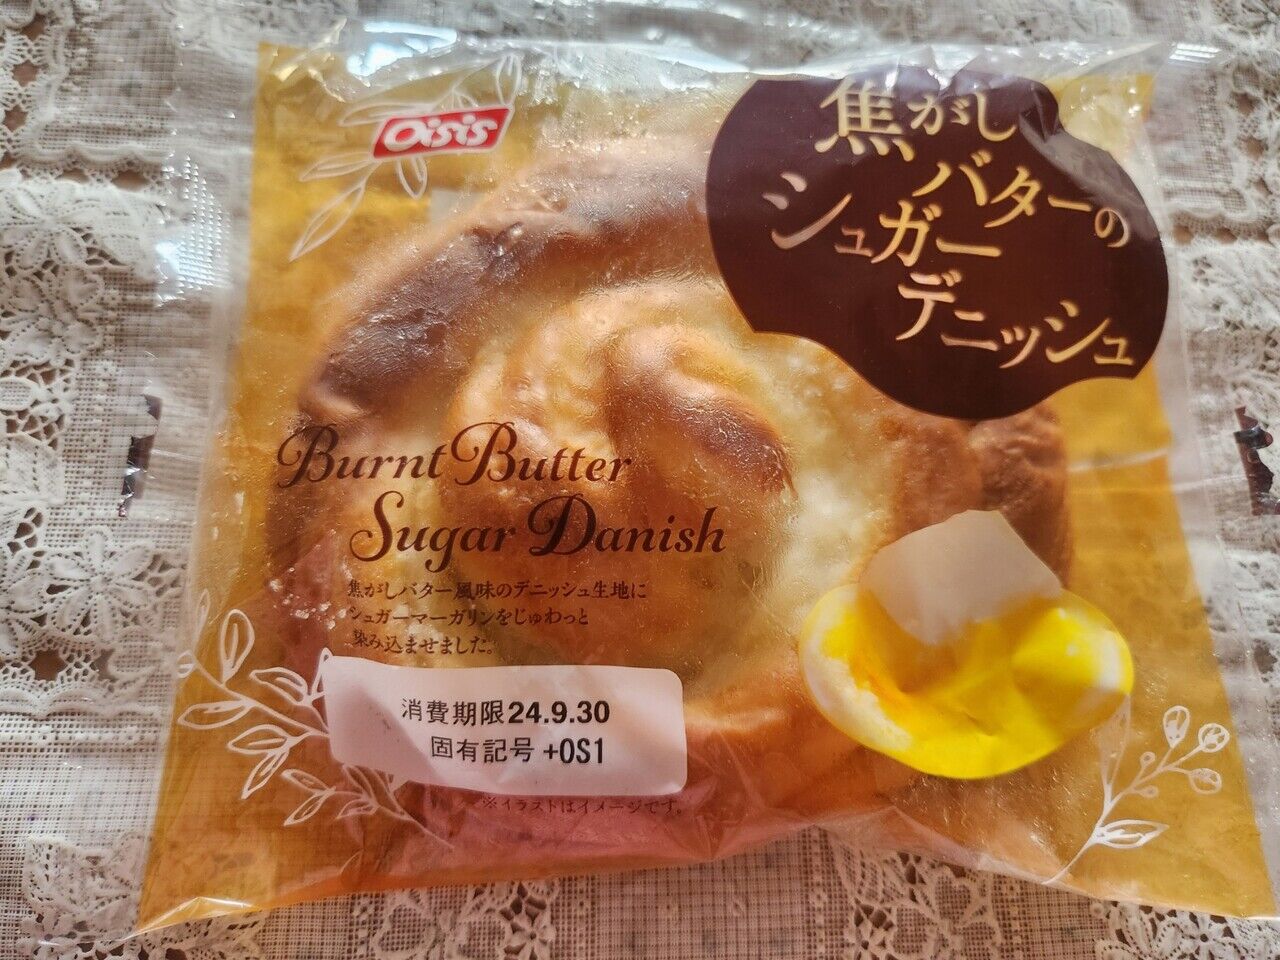 Oisis
焦がし
バターの
シュガー
デニッシュ
Burnt Butter
Sugar Danish
焦がしバター風味のデニッシュ生地に
シュガーマーガリンをじゅわっと
染み込ませました。
消費期限24.9.30
固有記号 +OS1
※イラストはイメージです。